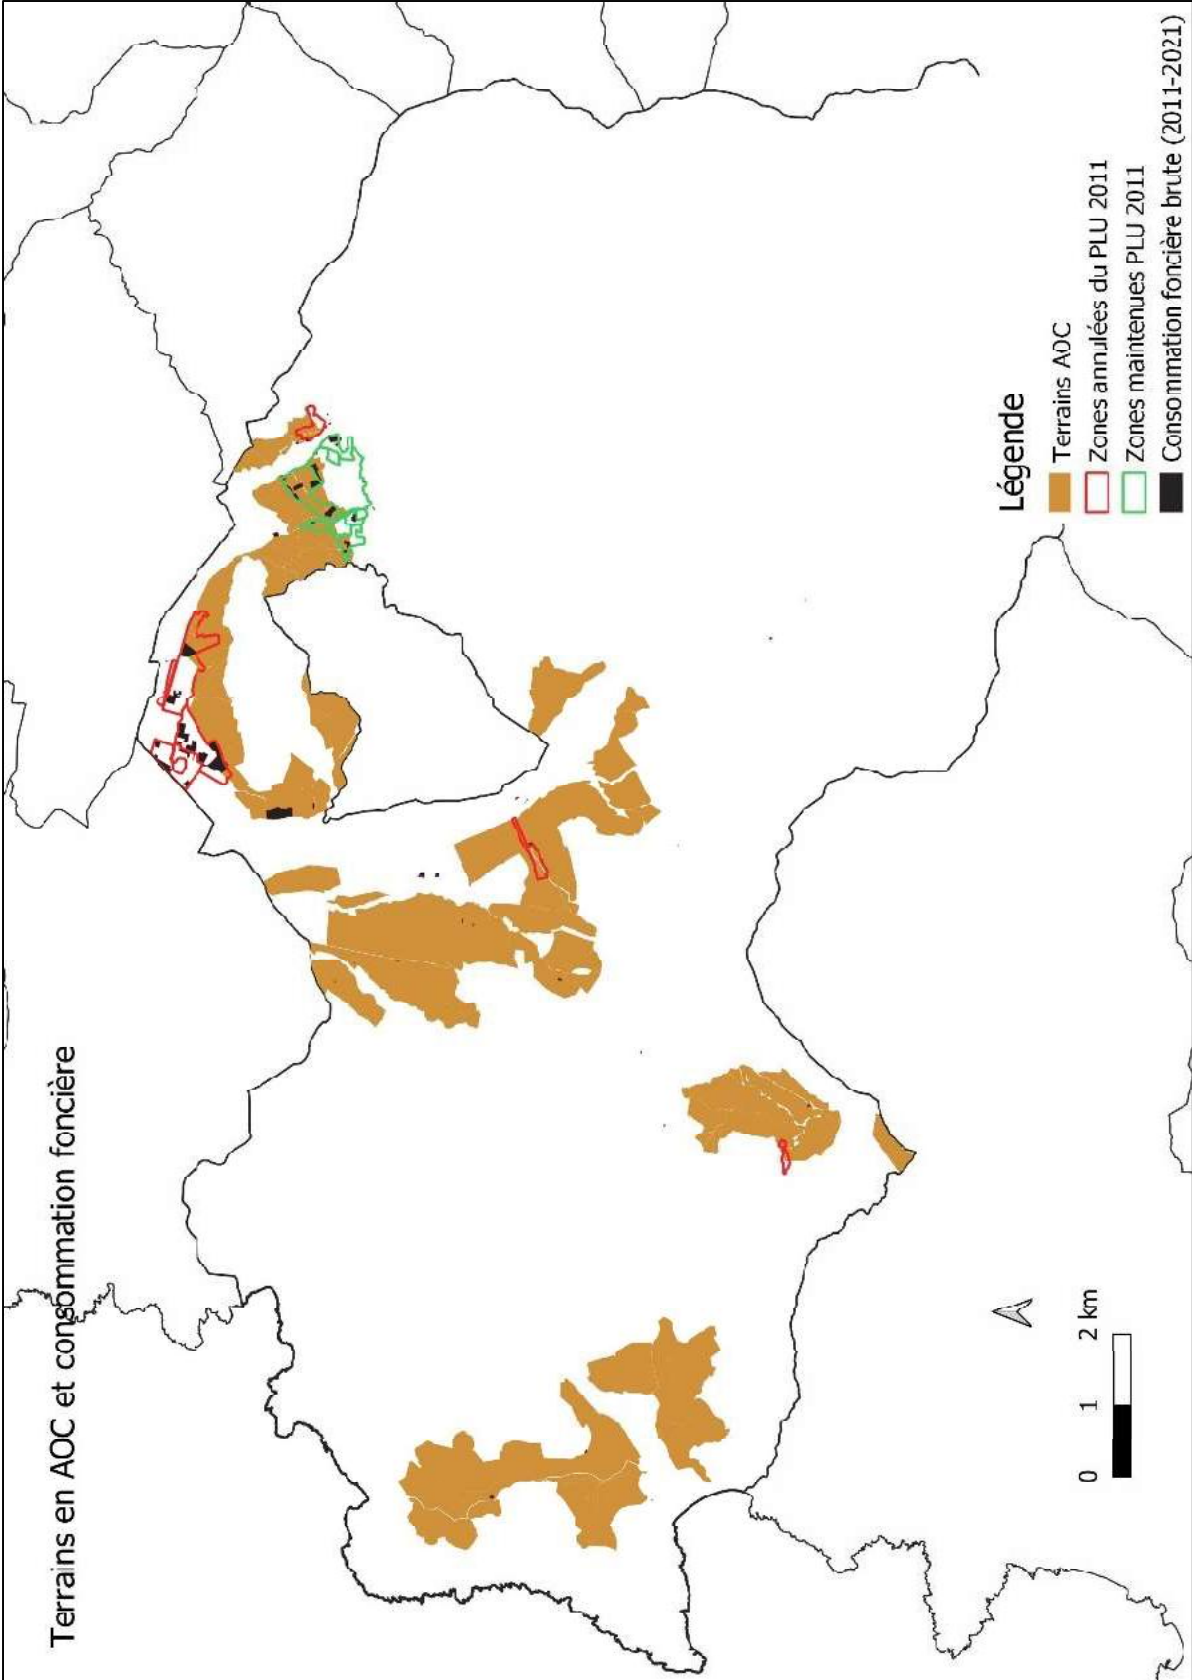 Terrains en AOC et consommation foncière
Légende
Terrains AOC
Zones annulées du PLU 2011
Zones maintenues PLU 2011
Consommation foncière brute (2011-2021)
0 1 2 km